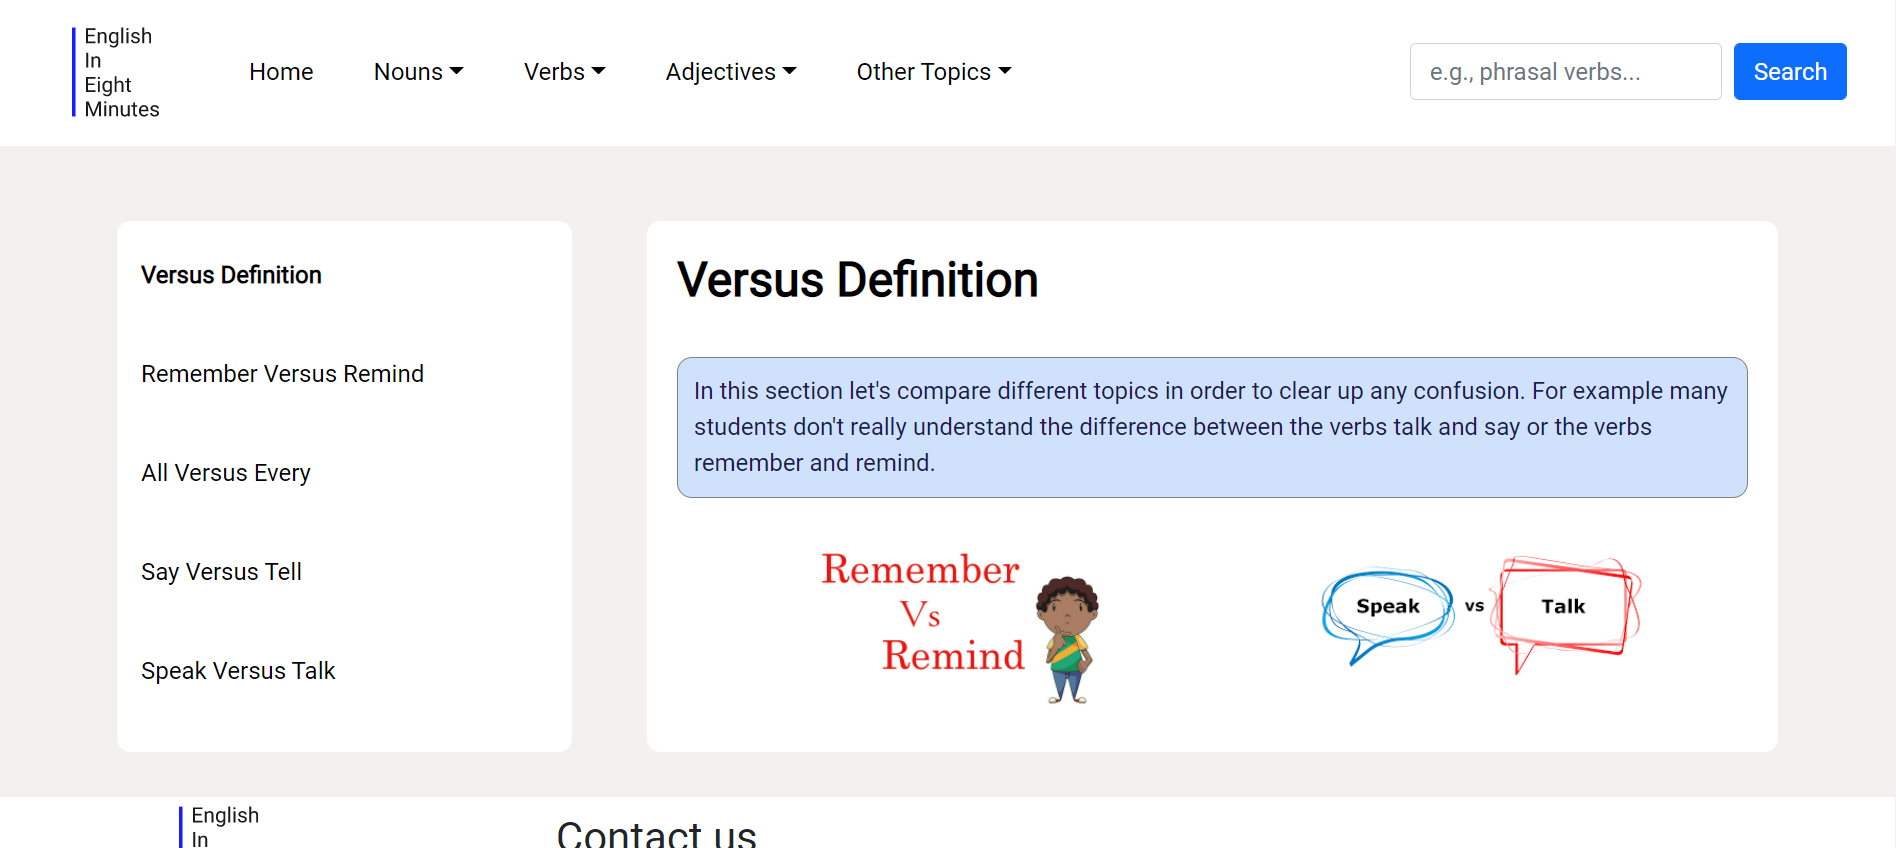 English
In
Eight
Minutes
Home
Nouns
Verbs
Adjectives
Other Topics
e.g., phrasal verbs...
Search
Versus Definition
Remember Versus Remind
All Versus Every
Say Versus Tell
Speak Versus Talk
Versus Definition
In this section let's compare different topics in order to clear up any confusion. For example many
students don't really understand the difference between the verbs talk and say or the verbs
remember and remind.
Remember
Vs
Remind
Speak vs Talk
English
In
Contact us